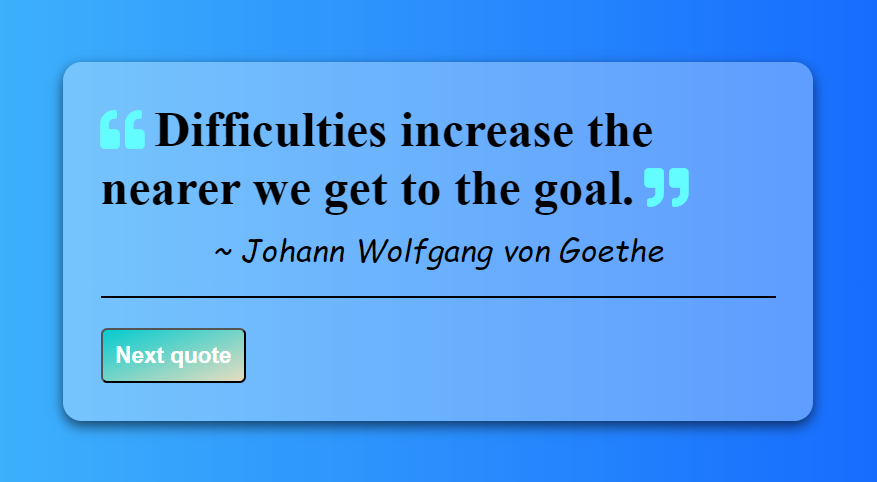 ❝ Difficulties increase the
nearer we get to the goal. ❞
~ Johann Wolfgang von Goethe
Next quote